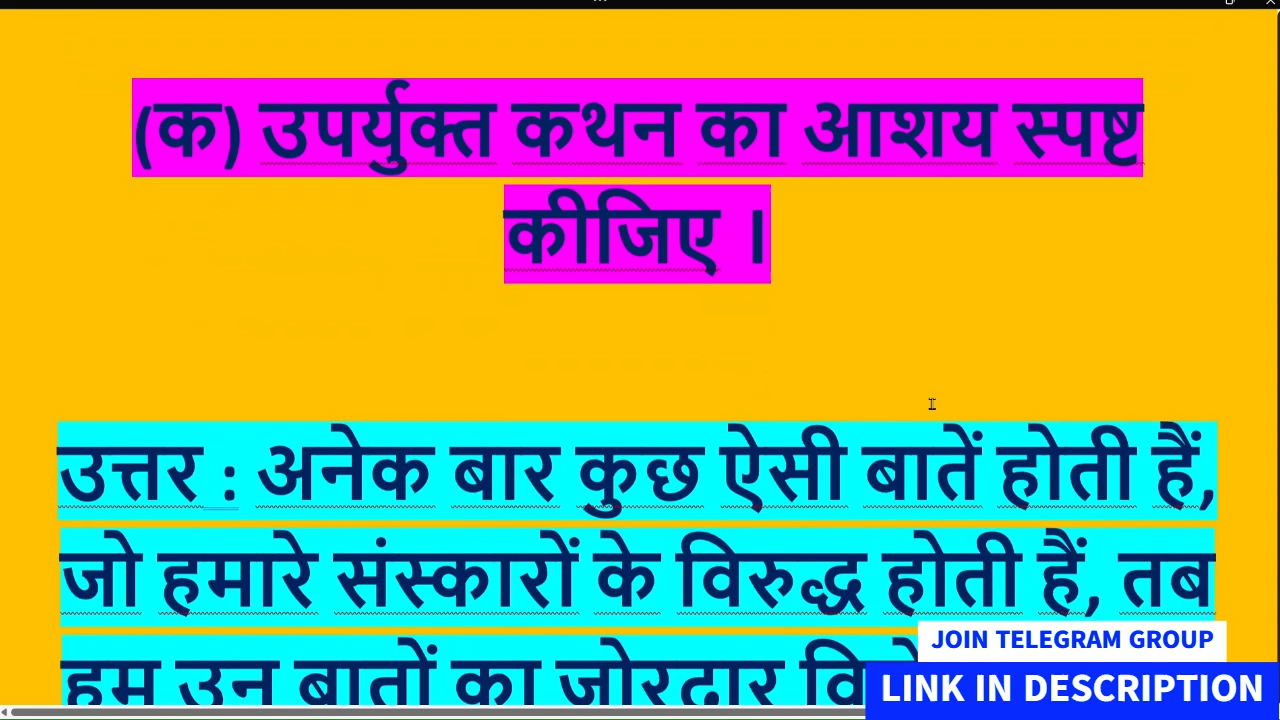 (क) उपर्युक्त कथन का आशय स्पष्ट
कीजिए ।
उत्तर : अनेक बार कुछ ऐसी बातें होती हैं,
जो हमारे संस्कारों के विरुद्ध होती हैं, तब
हम उन बातों का जोरदार
JOIN TELEGRAM GROUP
LINK IN DESCRIPTION